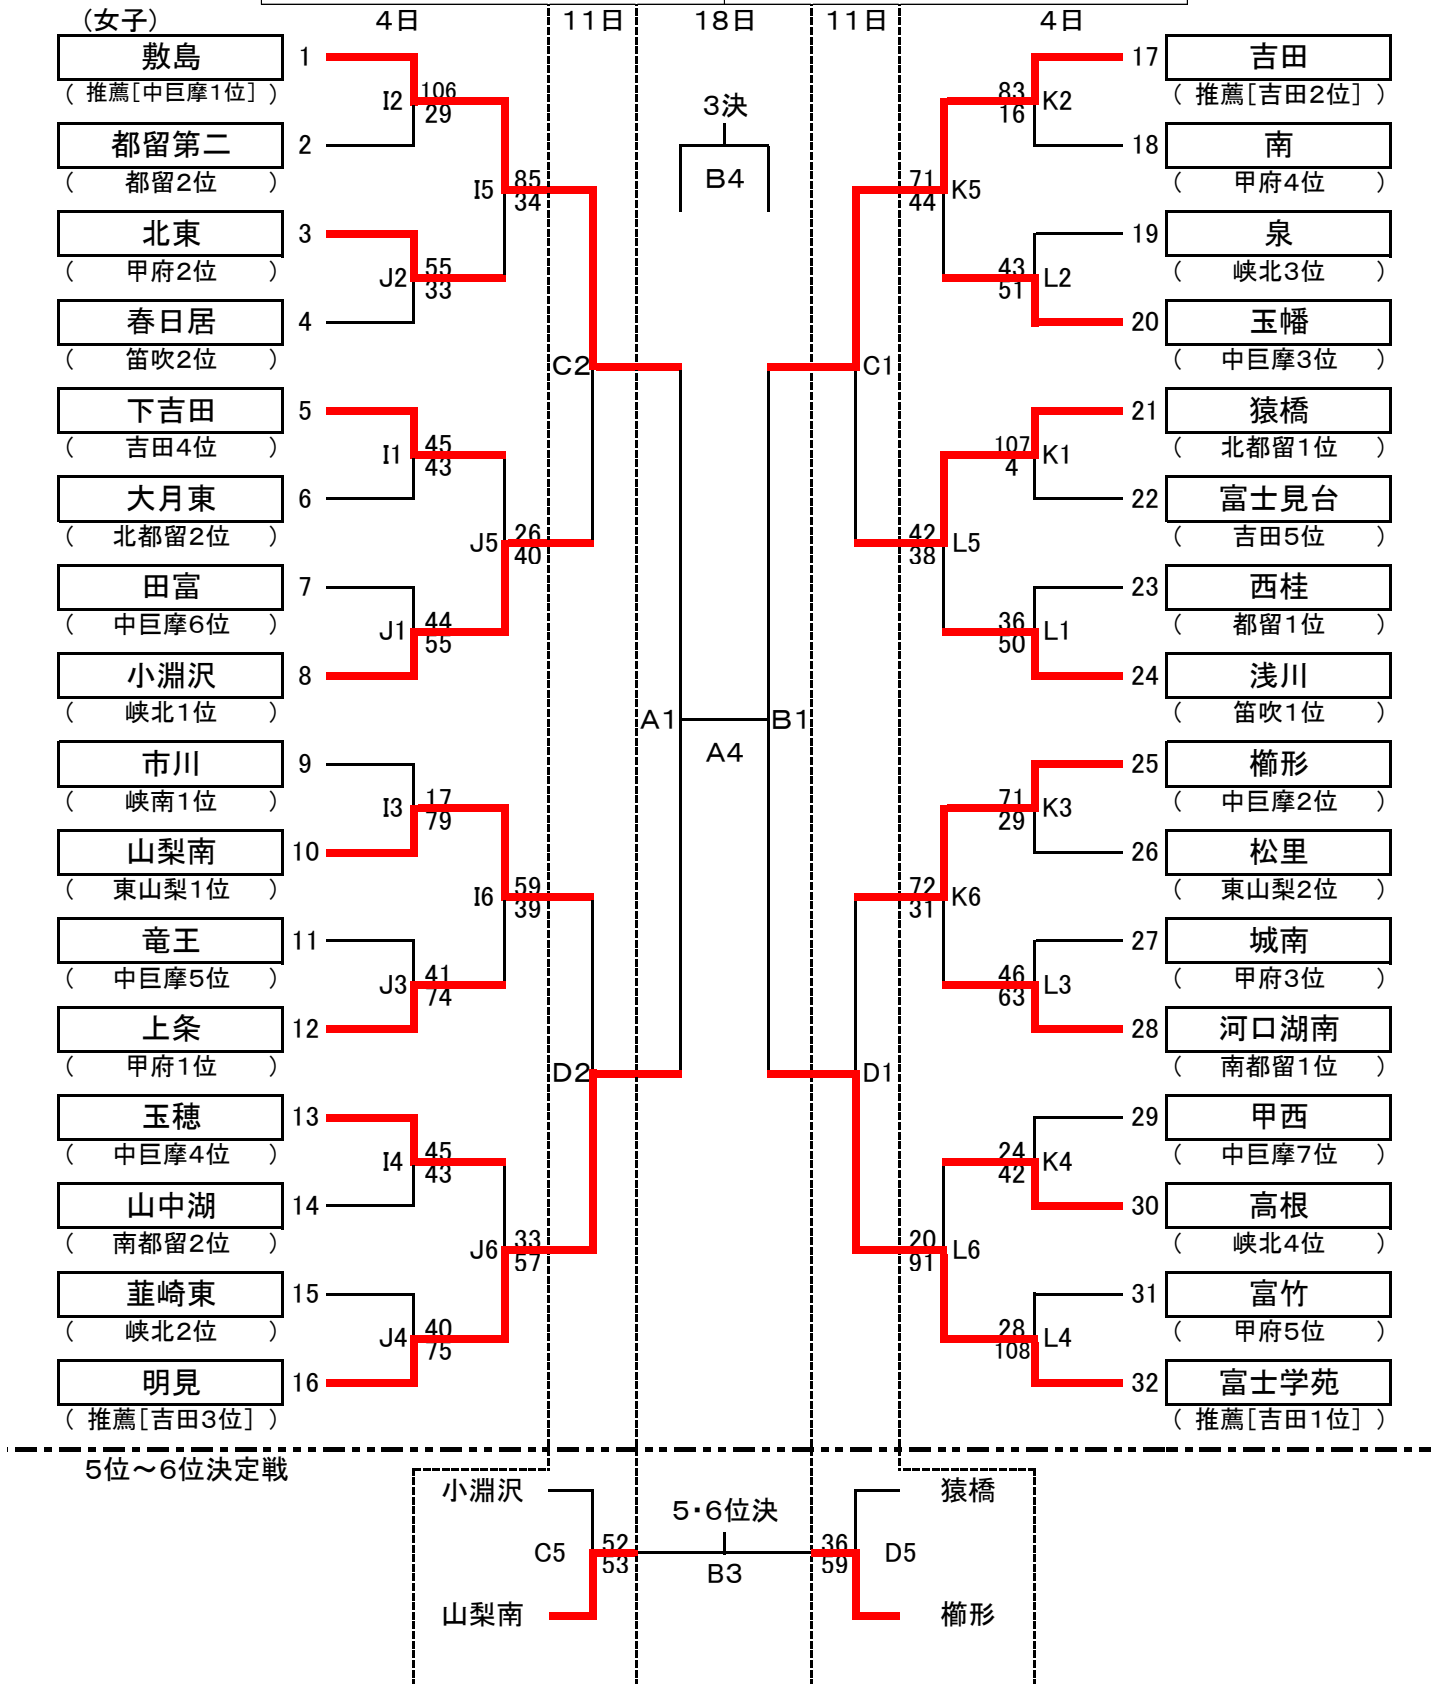 (女子) 4日 11日 18日 11日 4日
敷島 1 17 吉田
( 推薦[中巨摩1位] ) I2 106 29 3決 83 16 K2 ( 推薦[吉田2位] )
都留第二 2 18 南
( 都留2位 ) I5 85 34 B4 71 44 K5 ( 甲府4位 )
北東 3 19 泉
( 甲府2位 ) J2 55 33 43 51 L2 ( 峡北3位 )
春日居 4 20 玉幡
( 笛吹2位 ) C2 C1 ( 中巨摩3位 )
下吉田 5 21 猿橋
( 吉田4位 ) I1 45 43 107 4 K1 ( 北都留1位 )
大月東 6 22 富士見台
( 北都留2位 ) J5 26 40 42 38 L5 ( 吉田5位 )
田富 7 23 西桂
( 中巨摩6位 ) J1 44 55 36 50 L1 ( 都留1位 )
小淵沢 8 24 浅川
( 峡北1位 ) A1 A4 B1 ( 笛吹1位 )
市川 9 25 櫛形
( 峡南1位 ) I3 17 79 71 29 K3 ( 中巨摩2位 )
山梨南 10 26 松里
( 東山梨1位 ) I6 59 39 72 31 K6 ( 東山梨2位 )
竜王 11 27 城南
( 中巨摩5位 ) J3 41 74 46 63 L3 ( 甲府3位 )
上条 12 28 河口湖南
( 甲府1位 ) D2 D1 ( 南都留1位 )
玉穂 13 29 甲西
( 中巨摩4位 ) I4 45 43 24 42 K4 ( 中巨摩7位 )
山中湖 14 30 高根
( 南都留2位 ) J6 33 57 20 91 L6 ( 峡北4位 )
韮崎東 15 31 富竹
( 峡北2位 ) J4 40 75 28 108 L4 ( 甲府5位 )
明見 16 32 富士学苑
( 推薦[吉田3位] ) ( 推薦[吉田1位] )
5位～6位決定戦
小淵沢 5・6位決 猿橋
C5 52 53 B3 36 59 D5
山梨南 櫛形